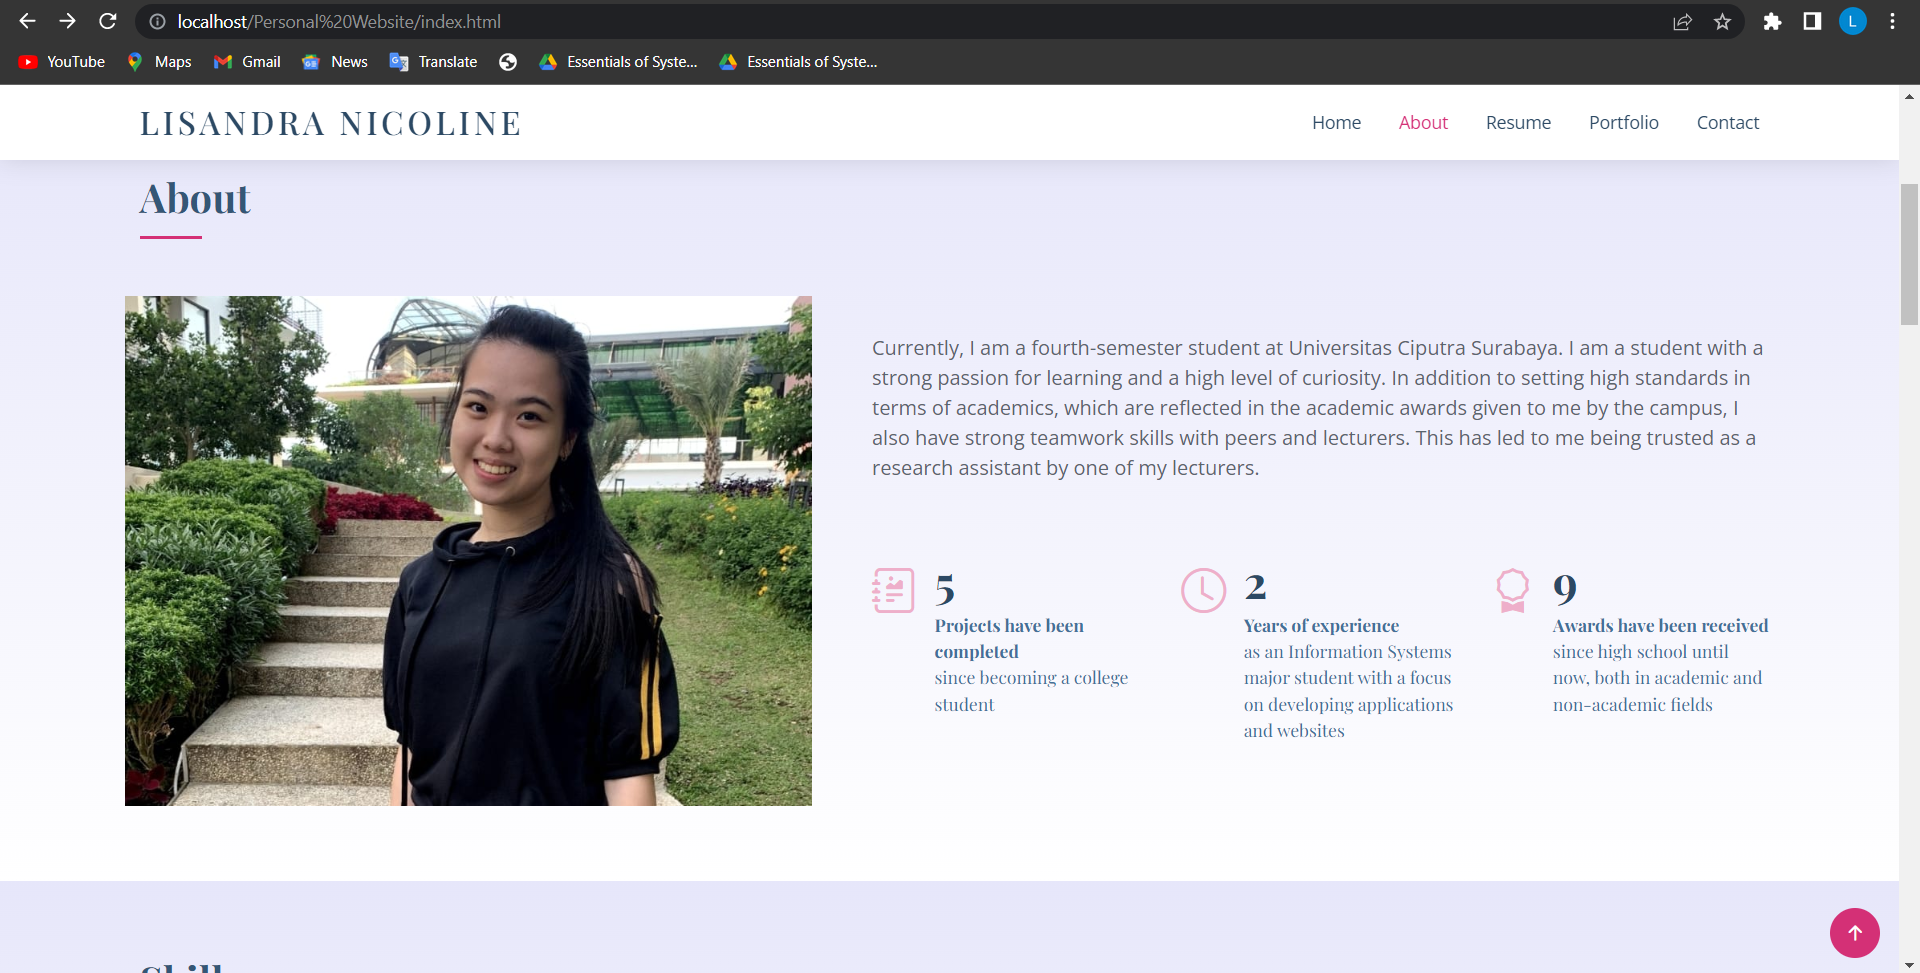 localhost/Personal%20Website/index.html
L
YouTube Maps Gmail News Translate Essentials of Syste... Essentials of Syste...
LISANDRA NICOLINE
Home About Resume Portfolio Contact
About
Currently, I am a fourth-semester student at Universitas Ciputra Surabaya. I am a student with a
strong passion for learning and a high level of curiosity. In addition to setting high standards in
terms of academics, which are reflected in the academic awards given to me by the campus, I
also have strong teamwork skills with peers and lecturers. This has led to me being trusted as a
research assistant by one of my lecturers.
5
Projects have been
completed
since becoming a college
student
2
Years of experience
as an Information Systems
major student with a focus
on developing applications
and websites
9
Awards have been received
since high school until
now, both in academic and
non-academic fields